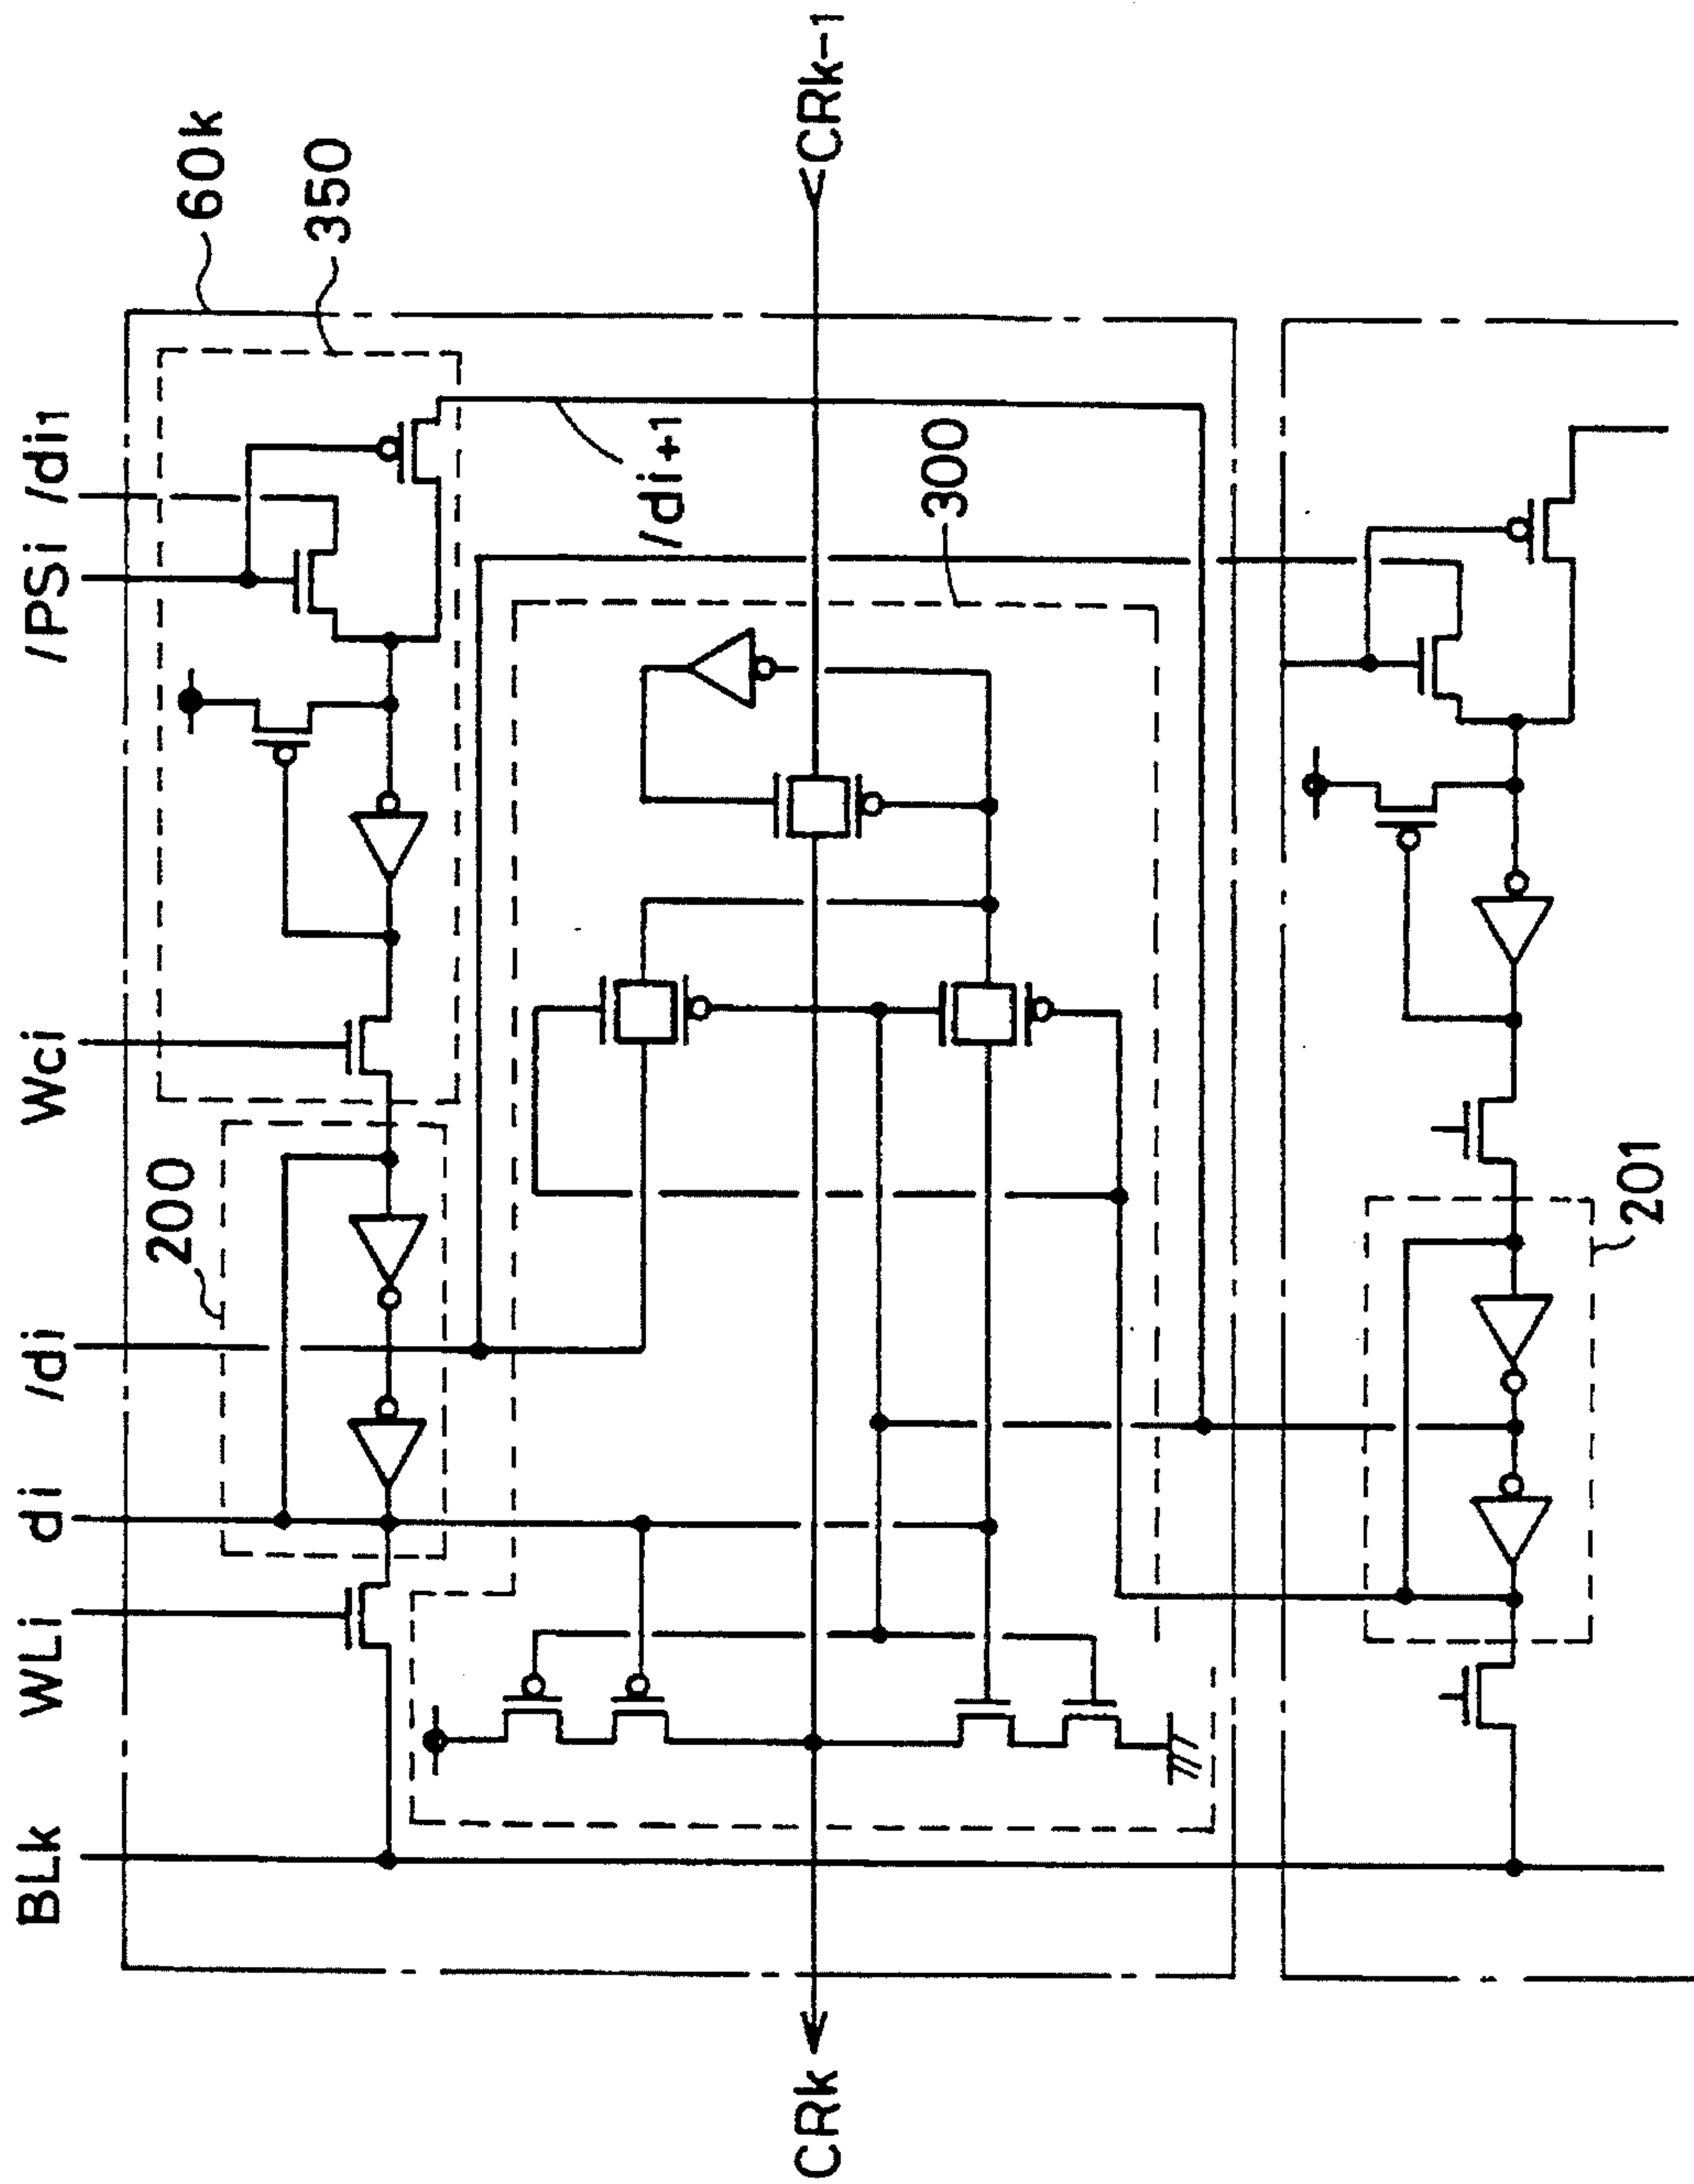 BLk
WLi
di
/di
Wci
/PSi
/di1
60k
350
200
/di+1
300
CRk-1
CRk
201